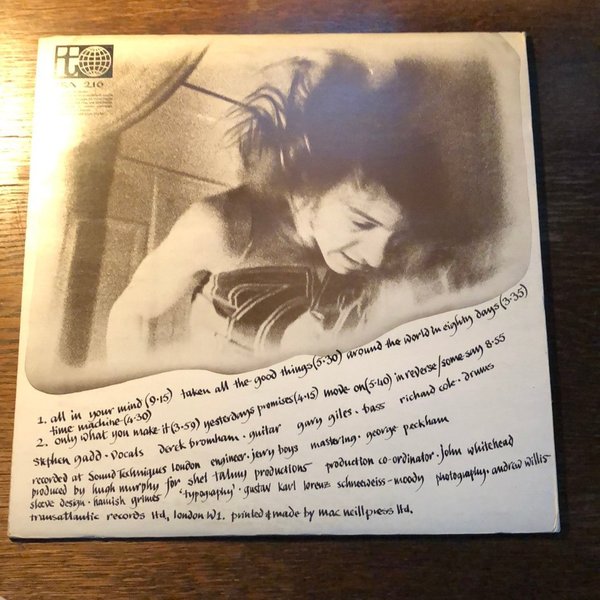 SN 216
1. all in your mind (9·15) taken all the good things (5·30) around the world in eighty days (3·35)
time machine (4·30)
2. only what you make it (3·59) yesterdays promises (4·15) move on (5·40) in reverse/some say 8·55
stephen gadd · vocals derek bromham · guitar gary giles · bass richard cole · drums
recorded at sound techniques london engineer · jerry boys mastering · george peckham
produced by hugh murphy for shel talmy productions production co·ordinator · john whitehead
sleeve design · hamish grimes 'typography' · gustav karl lorenz schneedeiss-moody photography · andrew willis
transatlantic records ltd, london W1. printed & made by mac neill press ltd.